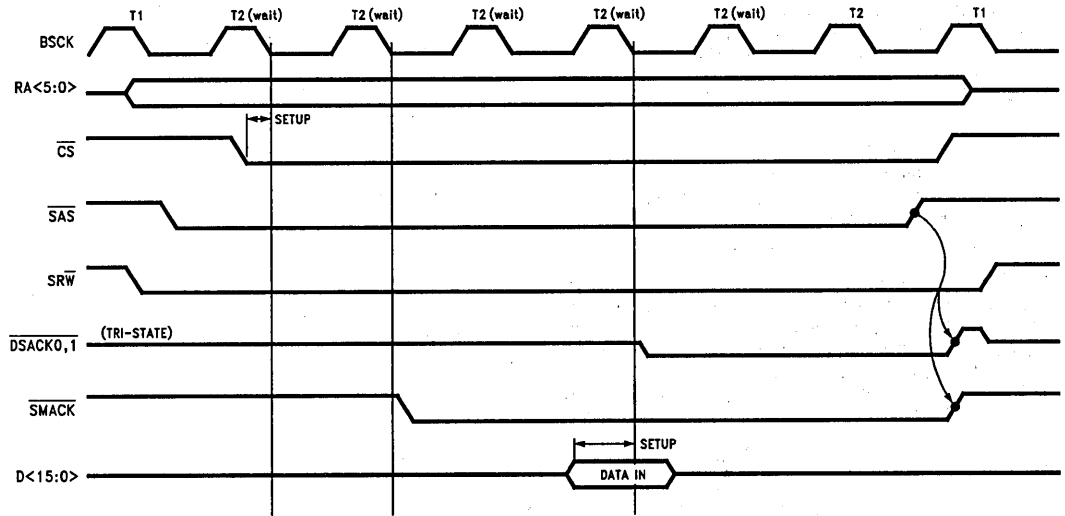 T1 T2 (wait) T2 (wait) T2 (wait) T2 (wait) T2 (wait) T2 T1
BSCK
RA<5:0>
SETUP
CS
SAS
SRW
(TRI-STATE)
DSACK0,1
SMACK
SETUP
D<15:0>
DATA IN